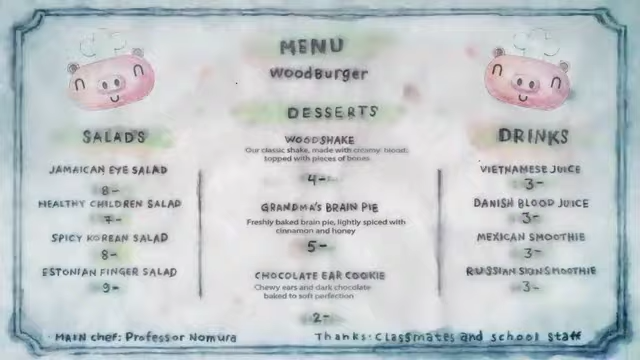 MENU
WoodBurger
DESSERTS
WOODSHAKE
Our classic shake, made with creamy blood,
topped with pieces of bones
4-
GRANDMA'S BRAIN PIE
Freshly baked brain pie, lightly spiced with
cinnamon and honey
5-
CHOCOLATE EAR COOKIE
Chewy ears and dark chocolate
baked to soft perfection
2-
SALADS
JAMAICAN EYE SALAD
8-
HEALTHY CHILDREN SALAD
7-
SPICY KOREAN SALAD
8-
ESTONIAN FINGER SALAD
9-
DRINKS
VIETNAMESE JUICE
3-
DANISH BLOOD JUICE
3-
MEXICAN SMOOTHIE
3-
RUSSIAN SKINSMOOTHIE
3-
MAIN chef: Professor Nomura
Thanks: Classmates and school staff